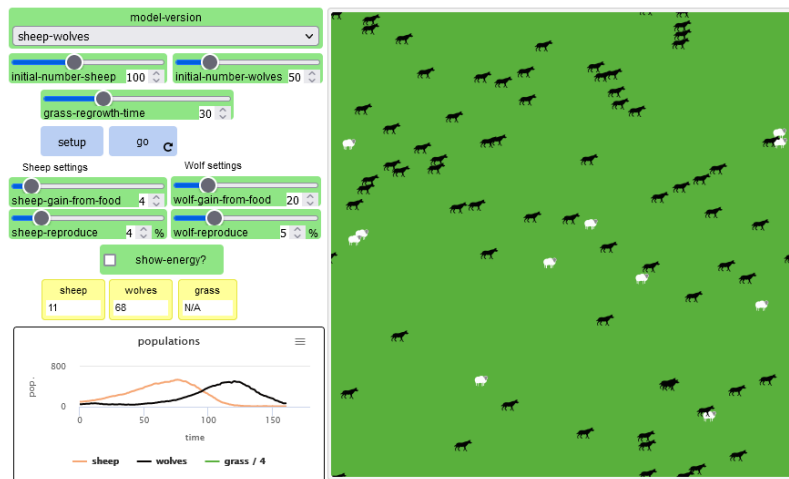 model-version
sheep-wolves
initial-number-sheep 100
initial-number-wolves 50
grass-regrowth-time 30
setup
go
Sheep settings
Wolf settings
sheep-gain-from-food 4
wolf-gain-from-food 20
sheep-reproduce 4 %
wolf-reproduce 5 %
show-energy?
sheep
wolves
grass
11
68
N/A
populations
800
0
pop.
0
50
100
150
time
sheep
wolves
grass / 4